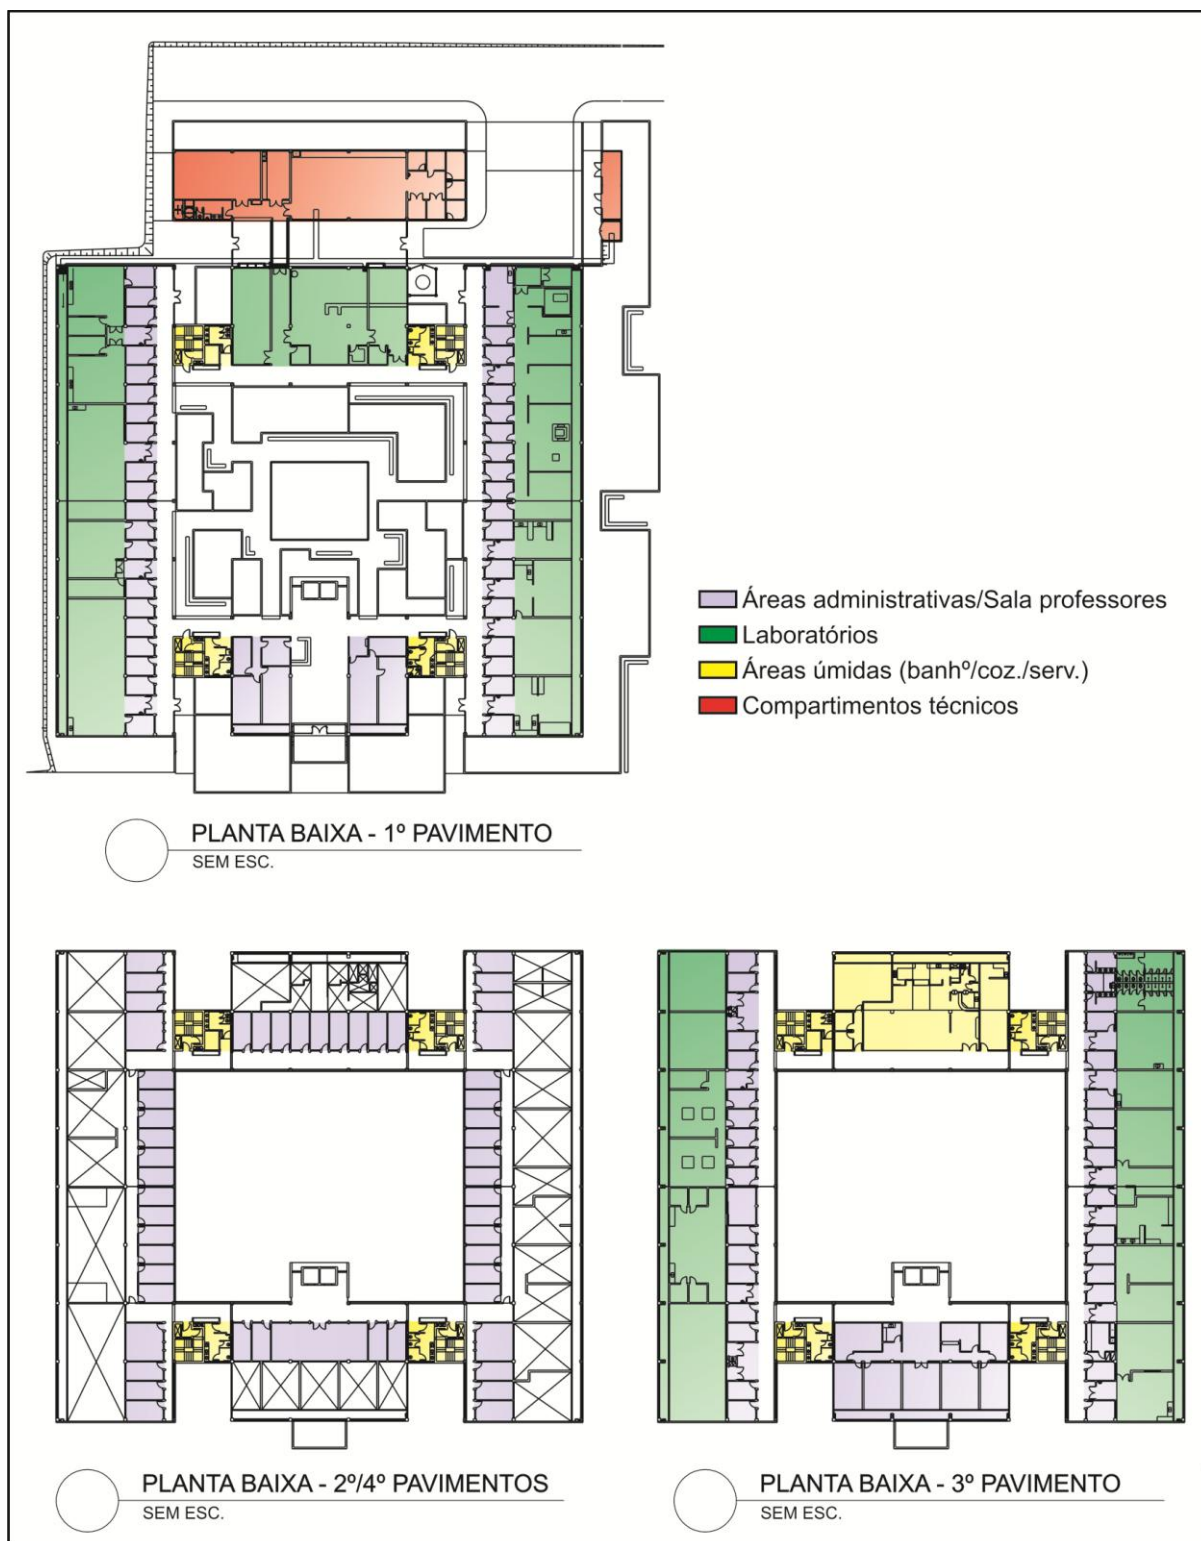 Áreas administrativas/Sala professores
Laboratórios
Áreas úmidas (banhº/coz./serv.)
Compartimentos técnicos
PLANTA BAIXA - 1º PAVIMENTO
SEM ESC.
PLANTA BAIXA - 2º/4º PAVIMENTOS
SEM ESC.
PLANTA BAIXA - 3º PAVIMENTO
SEM ESC.